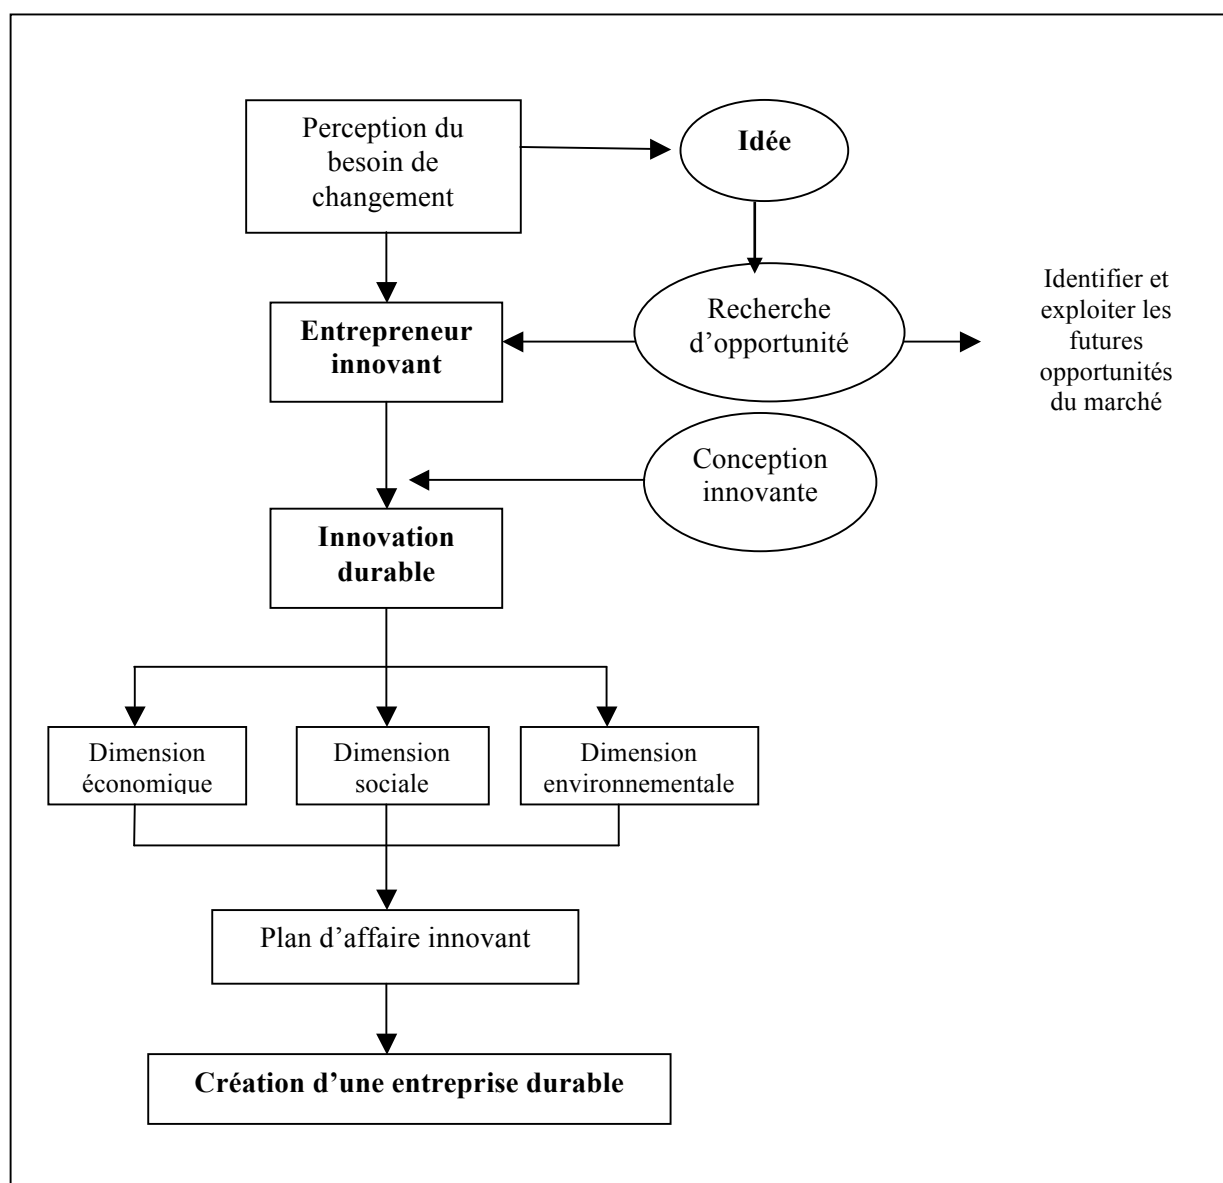 Perception du
besoin de
changement
Idée
Entrepreneur
innovant
Recherche
d’opportunité
Identifier et
exploiter les
futures
opportunités
du marché
Conception
innovante
Innovation
durable
Dimension
économique
Dimension
sociale
Dimension
environnementale
Plan d’affaire innovant
Création d’une entreprise durable